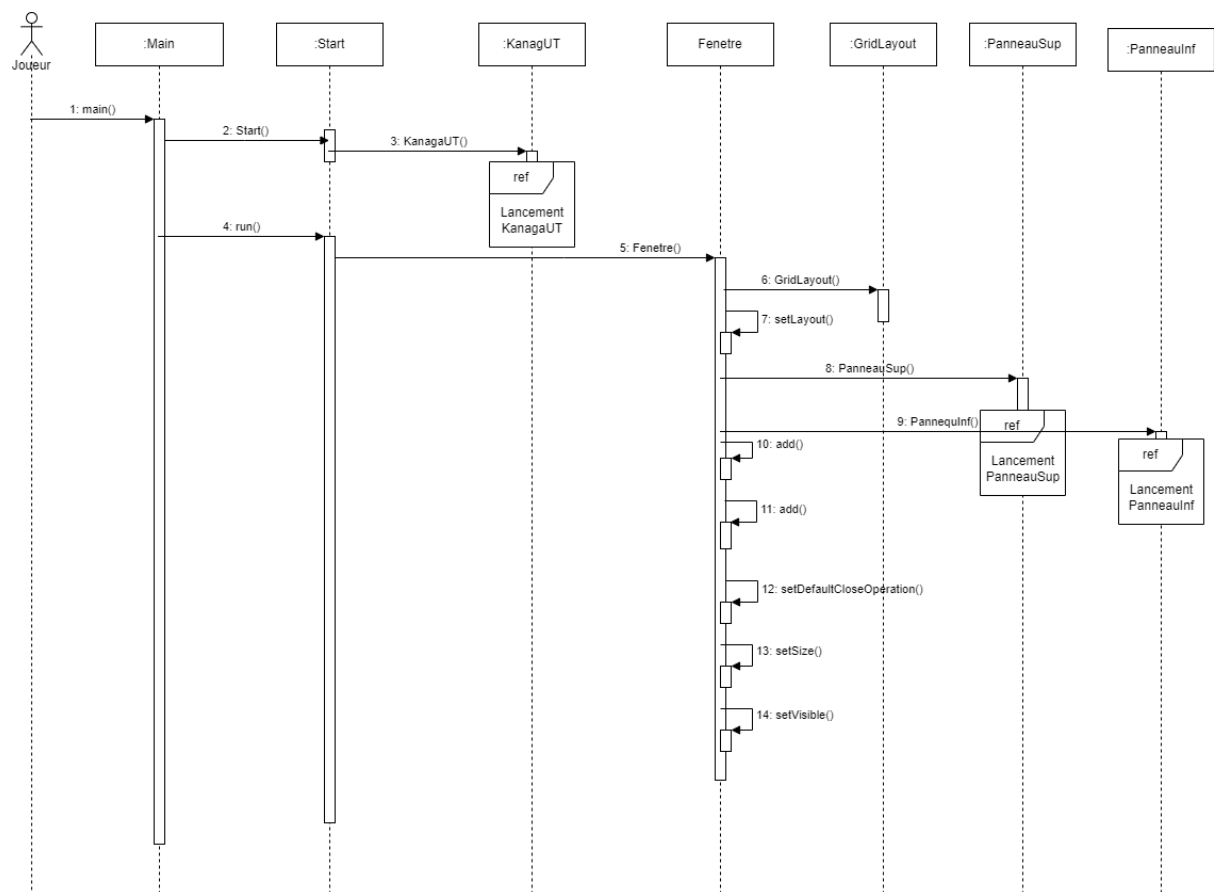 :Main
:Start
:KanagUT
Fenetre
:GridLayout
:PanneauSup
:PanneauInf
Joueur
1: main()
2: Start()
3: KanagaUT()
ref
Lancement
KanagaUT
4: run()
5: Fenetre()
6: GridLayout()
7: setLayout()
8: PanneauSup()
9: PannequInf()
ref
Lancement
PanneauSup
10: add()
ref
Lancement
PanneauInf
11: add()
12: setDefaultCloseOperation()
13: setSize()
14: setVisible()